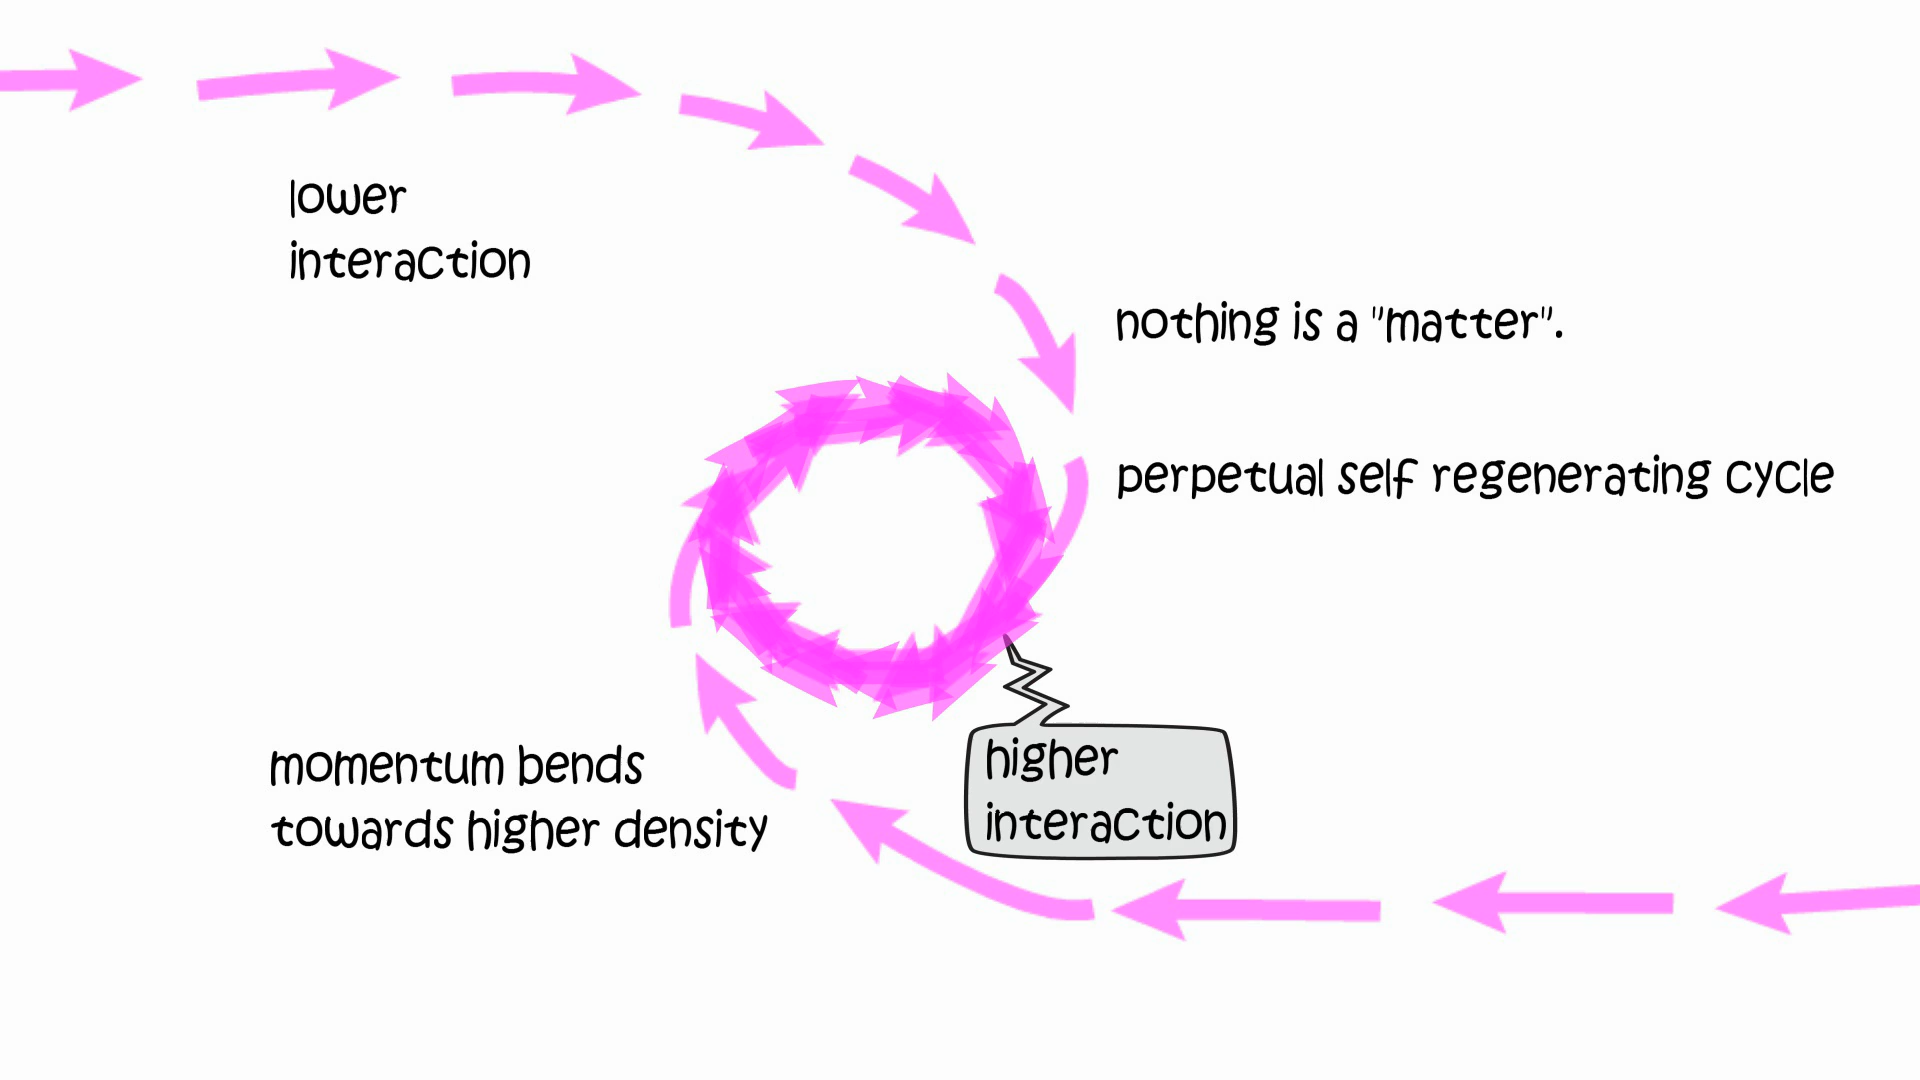 lower
interaction
nothing is a "matter".
perpetual self regenerating cycle
momentum bends
towards higher density
higher
interaction